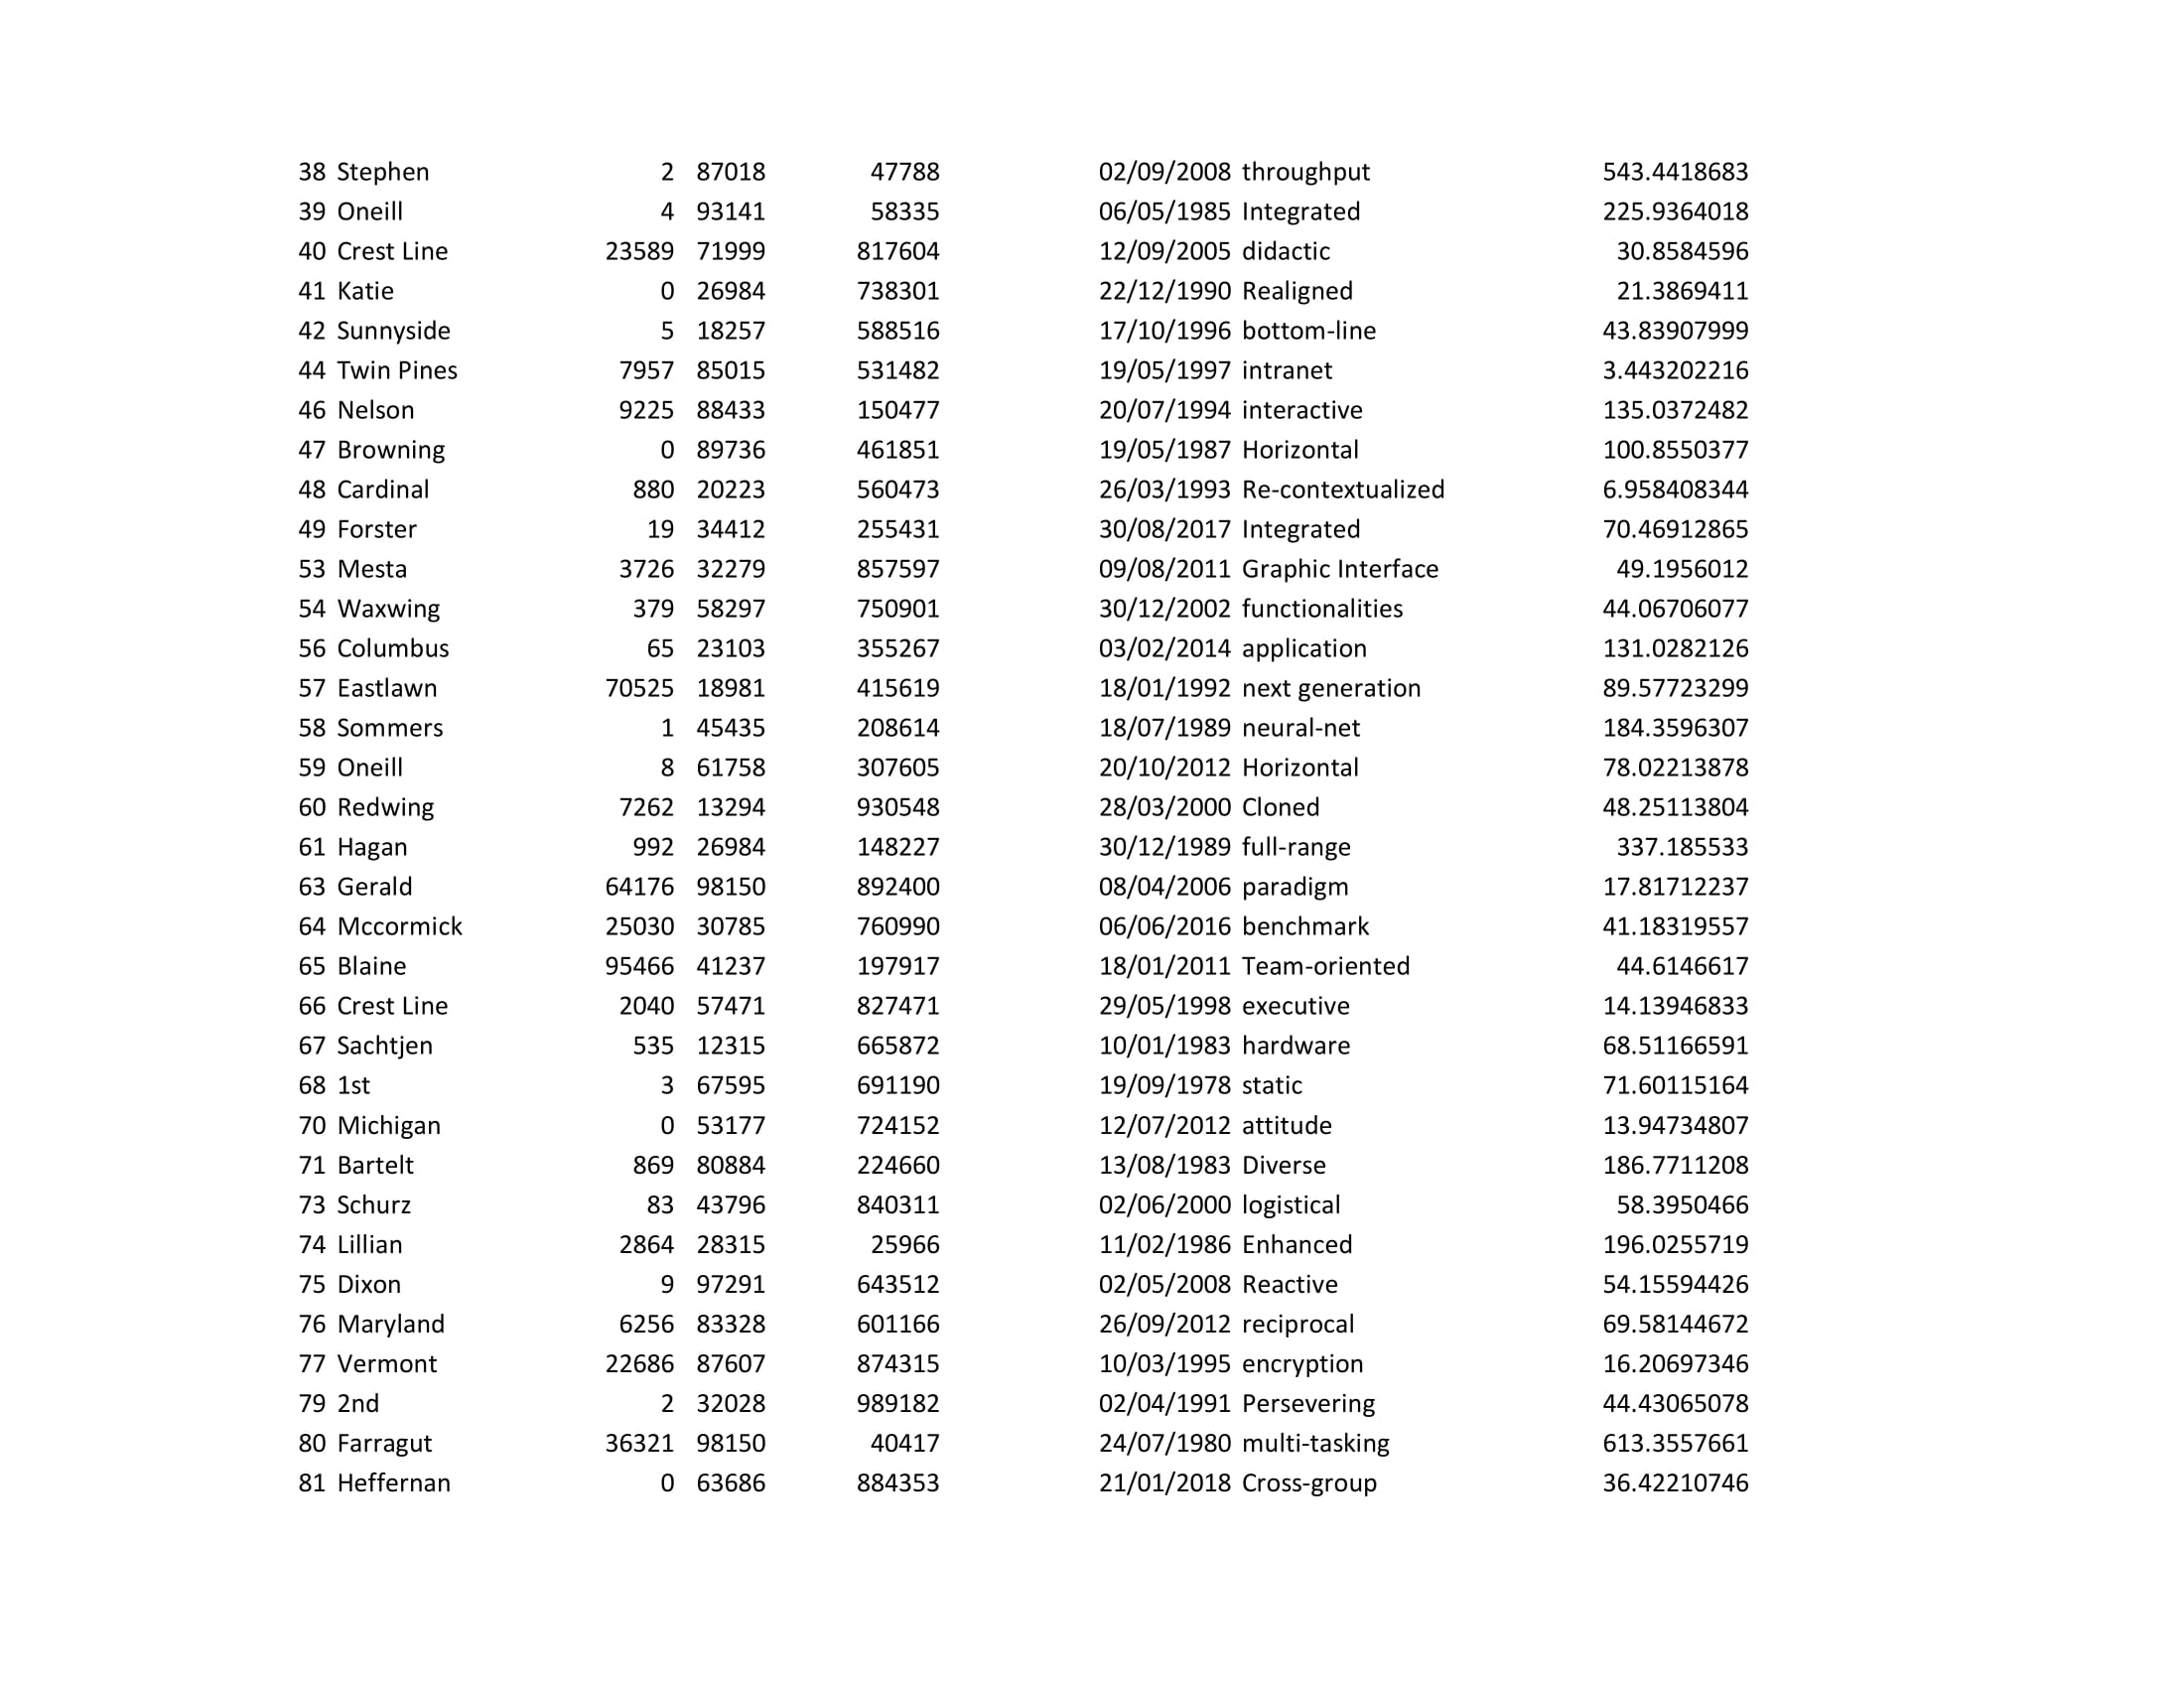 38 Stephen 2 87018 47788 02/09/2008 throughput 543.4418683
39 Oneill 4 93141 58335 06/05/1985 Integrated 225.9364018
40 Crest Line 23589 71999 817604 12/09/2005 didactic 30.8584596
41 Katie 0 26984 738301 22/12/1990 Realigned 21.3869411
42 Sunnyside 5 18257 588516 17/10/1996 bottom-line 43.83907999
44 Twin Pines 7957 85015 531482 19/05/1997 intranet 3.443202216
46 Nelson 9225 88433 150477 20/07/1994 interactive 135.0372482
47 Browning 0 89736 461851 19/05/1987 Horizontal 100.8550377
48 Cardinal 880 20223 560473 26/03/1993 Re-contextualized 6.958408344
49 Forster 19 34412 255431 30/08/2017 Integrated 70.46912865
53 Mesta 3726 32279 857597 09/08/2011 Graphic Interface 49.1956012
54 Waxwing 379 58297 750901 30/12/2002 functionalities 44.06706077
56 Columbus 65 23103 355267 03/02/2014 application 131.0282126
57 Eastlawn 70525 18981 415619 18/01/1992 next generation 89.57723299
58 Sommers 1 45435 208614 18/07/1989 neural-net 184.3596307
59 Oneill 8 61758 307605 20/10/2012 Horizontal 78.02213878
60 Redwing 7262 13294 930548 28/03/2000 Cloned 48.25113804
61 Hagan 992 26984 148227 30/12/1989 full-range 337.185533
63 Gerald 64176 98150 892400 08/04/2006 paradigm 17.81712237
64 Mccormick 25030 30785 760990 06/06/2016 benchmark 41.18319557
65 Blaine 95466 41237 197917 18/01/2011 Team-oriented 44.6146617
66 Crest Line 2040 57471 827471 29/05/1998 executive 14.13946833
67 Sachtjen 535 12315 665872 10/01/1983 hardware 68.51166591
68 1st 3 67595 691190 19/09/1978 static 71.60115164
70 Michigan 0 53177 724152 12/07/2012 attitude 13.94734807
71 Bartelt 869 80884 224660 13/08/1983 Diverse 186.7711208
73 Schurz 83 43796 840311 02/06/2000 logistical 58.3950466
74 Lillian 2864 28315 25966 11/02/1986 Enhanced 196.0255719
75 Dixon 9 97291 643512 02/05/2008 Reactive 54.15594426
76 Maryland 6256 83328 601166 26/09/2012 reciprocal 69.58144672
77 Vermont 22686 87607 874315 10/03/1995 encryption 16.20697346
79 2nd 2 32028 989182 02/04/1991 Persevering 44.43065078
80 Farragut 36321 98150 40417 24/07/1980 multi-tasking 613.3557661
81 Heffernan 0 63686 884353 21/01/2018 Cross-group 36.42210746